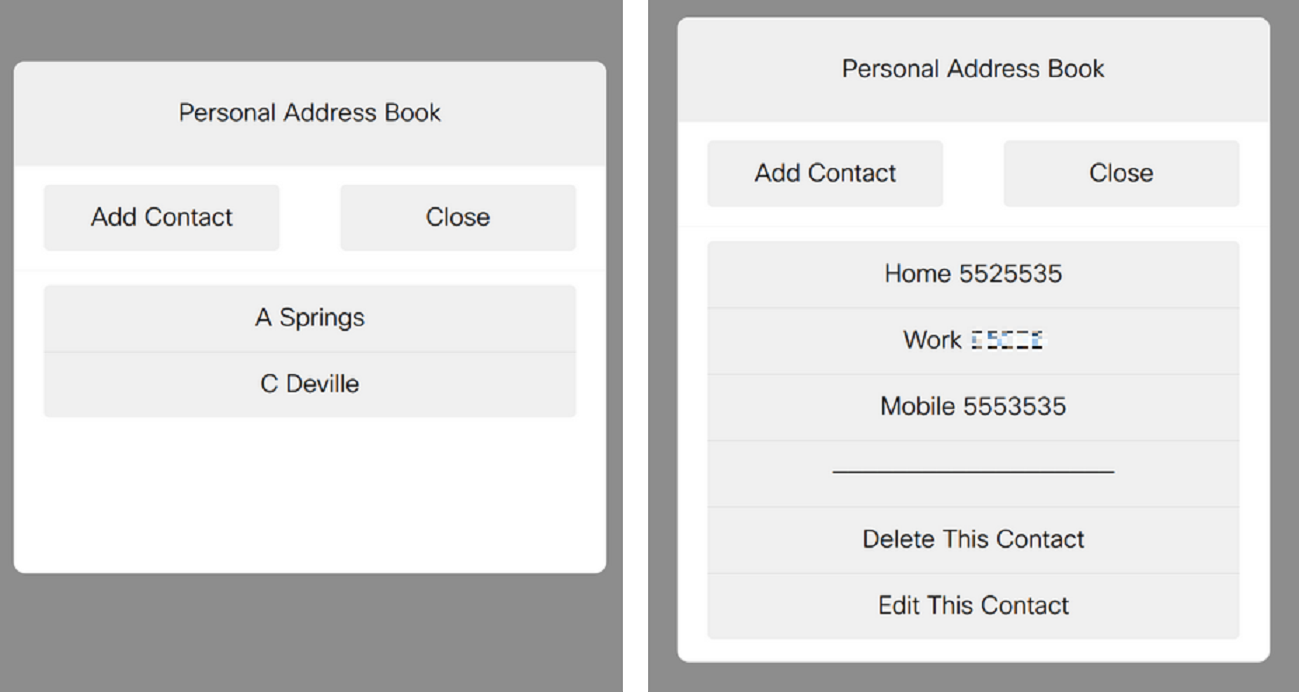 Personal Address Book
Add Contact
Close
A Springs
C Deville
Personal Address Book
Add Contact
Close
Home 5525535
Work
Mobile 5553535
Delete This Contact
Edit This Contact